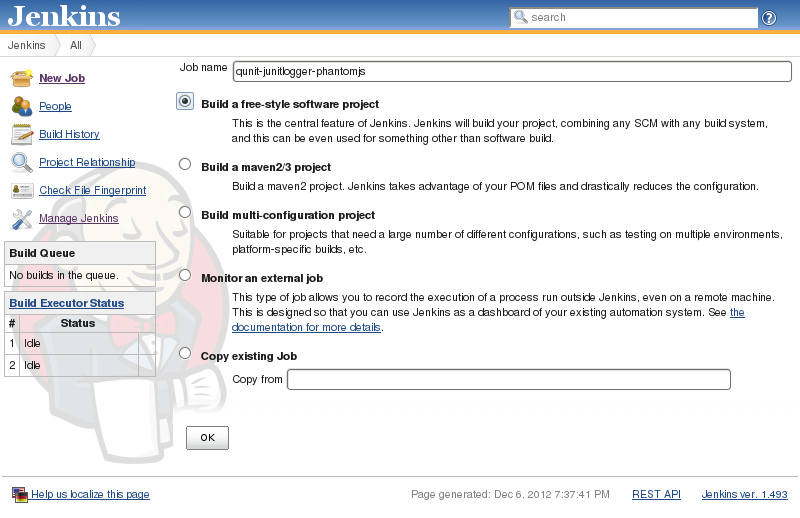 Jenkins
search
?
Jenkins
All
New Job
People
Build History
Project Relationship
Check File Fingerprint
Manage Jenkins
Build Queue
No builds in the queue.
Build Executor Status
# Status
1 Idle
2 Idle
Job name qunit-junitlogger-phantomjs
Build a free-style software project
This is the central feature of Jenkins. Jenkins will build your project, combining any SCM with any build system,
and this can be even used for something other than software build.
Build a maven2/3 project
Build a maven2 project. Jenkins takes advantage of your POM files and drastically reduces the configuration.
Build multi-configuration project
Suitable for projects that need a large number of different configurations, such as testing on multiple environments,
platform-specific builds, etc.
Monitor an external job
This type of job allows you to record the execution of a process run outside Jenkins, even on a remote machine.
This is designed so that you can use Jenkins as a dashboard of your existing automation system. See the
documentation for more details.
Copy existing Job
Copy from
OK
Help us localize this page
Page generated: Dec 6, 2012 7:37:41 PM
REST API
Jenkins ver. 1.493